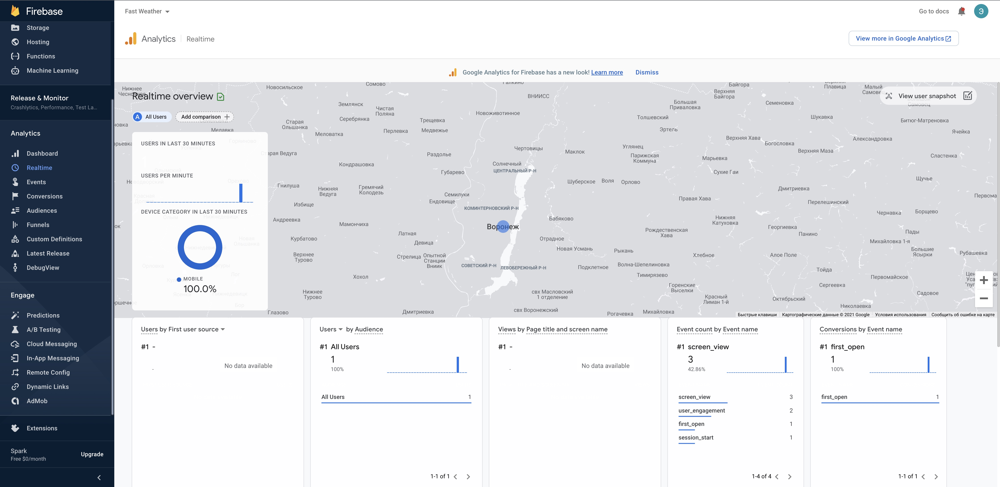 Firebase
Storage
Hosting
Functions
Machine Learning
Release & Monitor
Crashlytics, Performance, Test La...
Analytics
Dashboard
Realtime
Events
Conversions
Audiences
Funnels
Custom Definitions
Latest Release
DebugView
Engage
Predictions
A/B Testing
Cloud Messaging
In-App Messaging
Remote Config
Dynamic Links
AdMob
Extensions
Spark
Free $0/month
Upgrade
Fast Weather
Go to docs
Э
Analytics
Realtime
View more in Google Analytics
Google Analytics for Firebase has a new look! Learn more
Dismiss
Realtime overview
View user snapshot
A All Users
Add comparison +
USERS IN LAST 30 MINUTES
USERS PER MINUTE
DEVICE CATEGORY IN LAST 30 MINUTES
MOBILE
100.0%
Нижнее
Новосильское
Сомово
ВНИИСС
Байгора
Верхняя
Байгора
Плавица
Малый
Землянск
Чистая
Поляна
Серебрянка
Новоживотинное
Большая
Приваловка
Семеновка
Толшевский
Шукавка
Битюг-Матреновка
Старая
Ольшанка
Трещевка
Медвежье
Перлевка
Меловатка
Мелавка
Эртель
Верхняя Хава
Богословка
Верхняя Маза
Александровка
Ячейка
Сластенка
Чертовицы
Маклок
Углянец
Парижская
Коммуна
Марьевка
Сухие Гаи
Раздолье
Кондрашовка
Губарево
Солнечный
ЦЕНТРАЛЬНЫЙ Р-Н
Старая Ведуга
Гнилуша
Нижняя
Ведуга
Гремячий
Колодезь
Семилуки
Ендовище
Избище
Шуберское
Воля
Орлово
Щучье
Дмитриевка
Правая Хава
Перелешинский
Первома
КОМИНТЕРНОВСКИЙ Р-Н
Андреевка
Мамончиха
Воронеж
Бабяково
Нижняя
Катуховка
Чернавка
Борщево
Георгиевка
Панино
Пады
Латная
Курбатово
Девица
Отрадное
Новая Усмань
Рождественская
Хава
Михайловка 1-я
Большие
Ясырки
Рубашевка
Верхнее
Турово
Стрелица
Опытной
Станции
Вниик
СОВЕТСКИЙ Р-Н
ЛЕВОБЕРЕЖНЫЙ Р-Н
Рыкань
Хлебное
Алое Поле
Подклетное
Волна-Шепелиновка
Тимирязево
Тойда
Первомайское
Хохол
Нижнее
Турово
свх Масловский
1 отделение
Горенские
Выселки
Сергеевка
Садовое
Красный
Лиман 1-й
Октябрьский
Николаевка
Глазово
Дмитриевка
свх Воронежский
Рогачевка
Михайловка
Быстрые клавиши
Картографические данные © 2021 Google
Условия использования
Сообщить об ошибке на карте
Users by First user source
#1 -
-
No data available
Users by Audience
#1 All Users
1
100%
All Users 1
1-1 of 1
Views by Page title and screen name
#1 -
-
No data available
Event count by Event name
#1 screen_view
3
42.86%
screen_view 3
user_engagement 2
first_open 1
session_start 1
1-4 of 4
Conversions by Event name
#1 first_open
1
100%
first_open 1
1-1 of 1